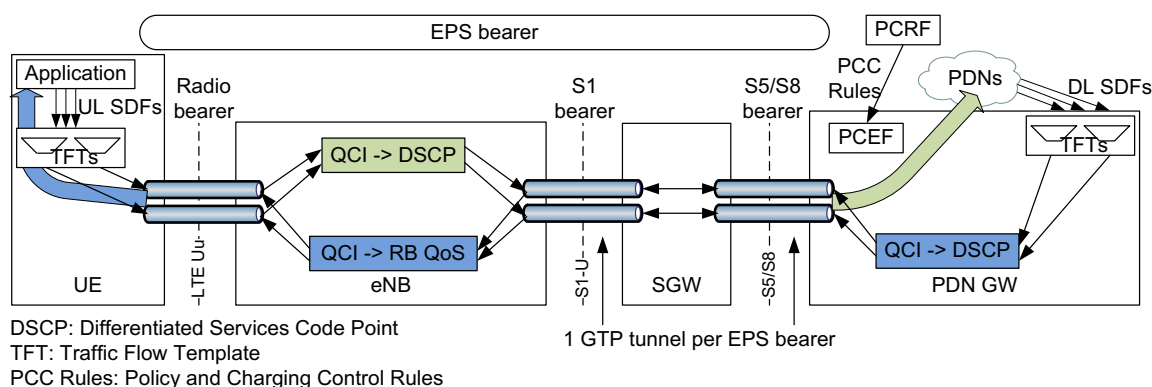 EPS bearer
PCRF
Application
UL SDFs
TFTs
Radio
bearer
S1
bearer
S5/S8
bearer
PCC
Rules
PDNs
DL SDFs
PCEF
TFTs
QCI -> DSCP
QCI -> RB QoS
QCI -> DSCP
UE
LTE Uu
eNB
S1-U
SGW
S5/S8
PDN GW
1 GTP tunnel per EPS bearer
DSCP: Differentiated Services Code Point
TFT: Traffic Flow Template
PCC Rules: Policy and Charging Control Rules